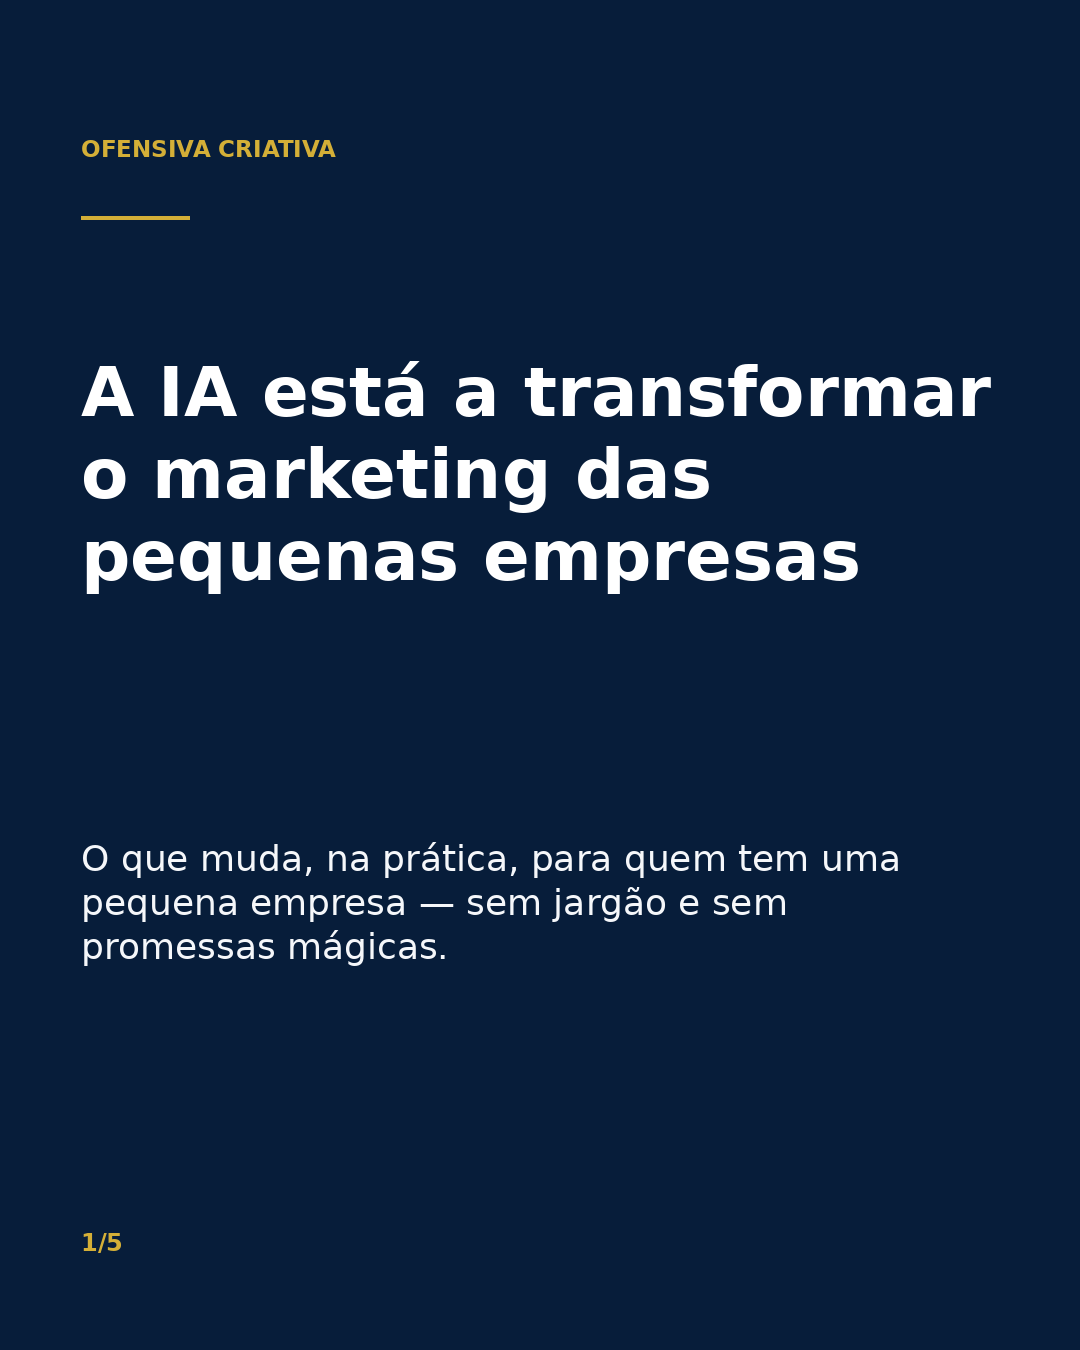 OFENSIVA CRIATIVA
A IA está a transformar
o marketing das
pequenas empresas
O que muda, na prática, para quem tem uma
pequena empresa — sem jargão e sem
promessas mágicas.
1/5